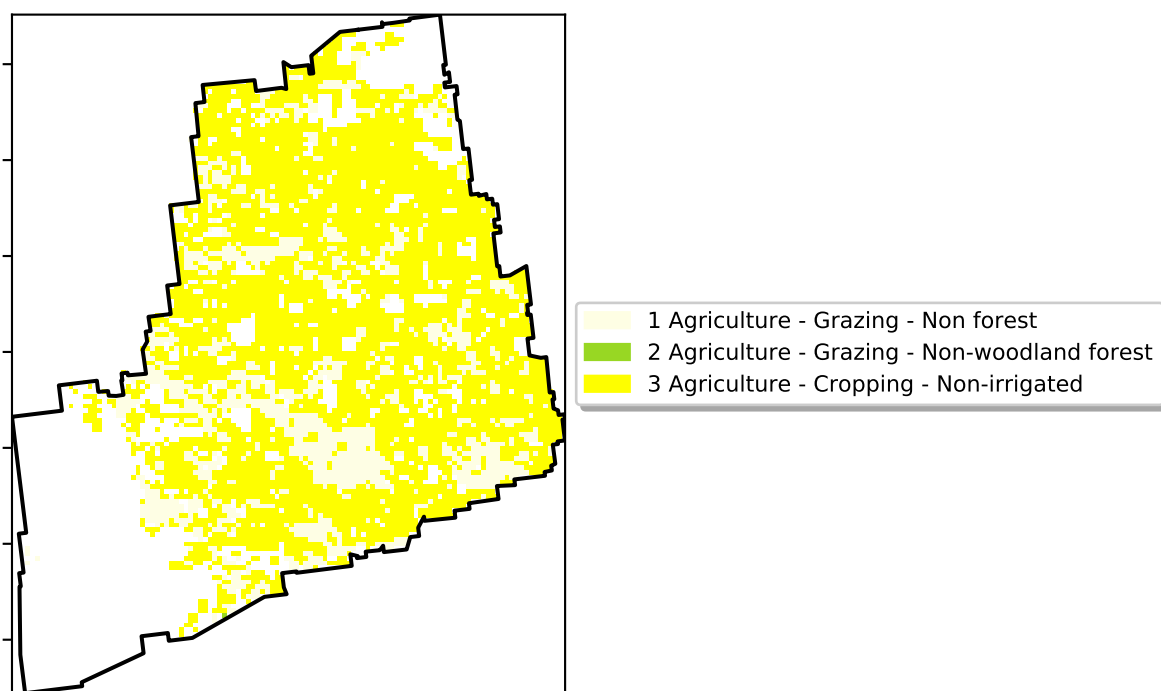 1 Agriculture - Grazing - Non forest
2 Agriculture - Grazing - Non-woodland forest
3 Agriculture - Cropping - Non-irrigated